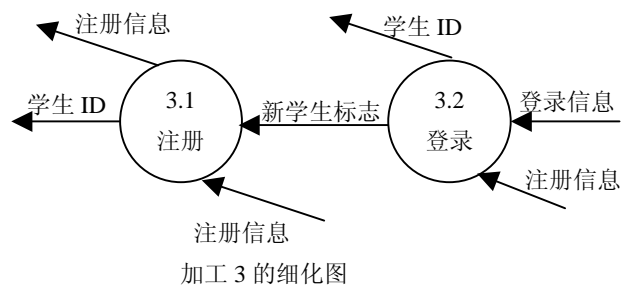 注册信息
学生 ID
学生 ID
3.1
注册
新学生标志
3.2
登录
登录信息
注册信息
注册信息
加工 3 的细化图